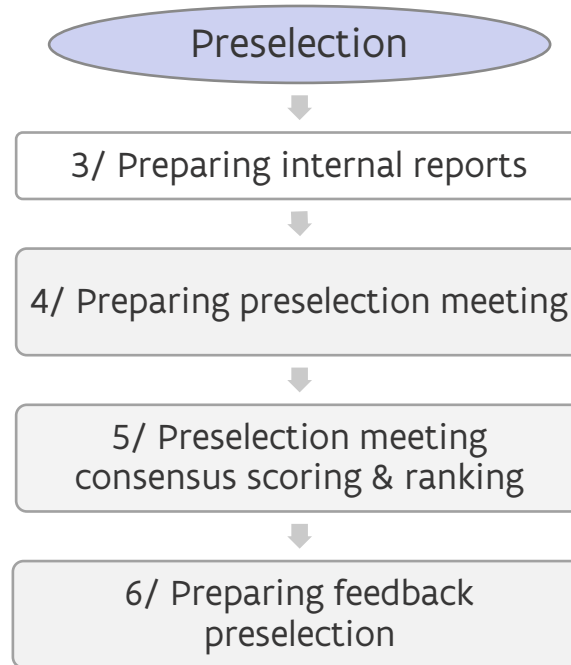 Preselection
3/ Preparing internal reports
4/ Preparing preselection meeting
5/ Preselection meeting
consensus scoring & ranking
6/ Preparing feedback
preselection